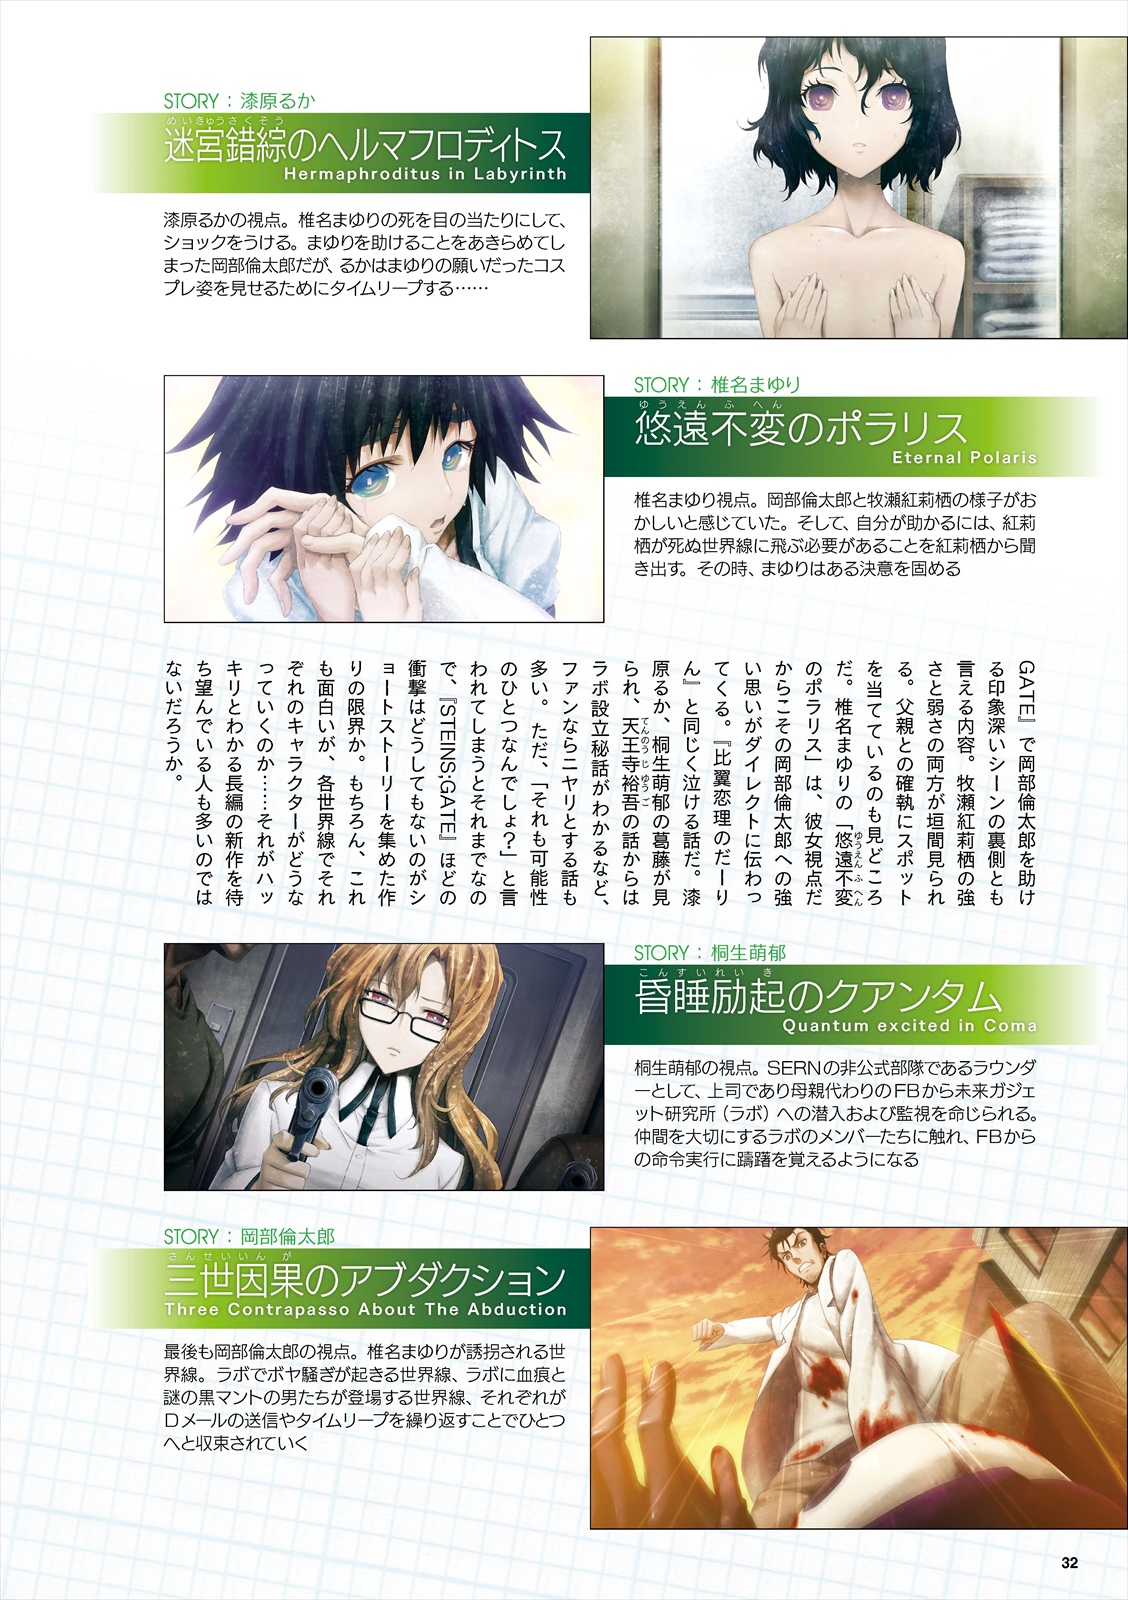 STORY：漆原るか
めいきゅうさくそう
迷宮錯綜のヘルマフロディトス
Hermaphroditus in Labyrinth
漆原るかの視点。椎名まゆりの死を目の当たりにして、
ショックをうける。まゆりを助けることをあきらめてし
まった岡部倫太郎だが、るかはまゆりの願いだったコス
プレ姿を見せるためにタイムリープする……
STORY：椎名まゆり
ゆうえんふへん
悠遠不変のポラリス
Eternal Polaris
椎名まゆり視点。岡部倫太郎と牧瀬紅莉栖の様子がお
かしいと感じていた。そして、自分が助かるには、紅莉
栖が死ぬ世界線に飛ぶ必要があることを紅莉栖から聞
き出す。その時、まゆりはある決意を固める
GATE』で岡部倫太郎を助け
る印象深いシーンの裏側とも
言える内容。牧瀬紅莉栖の強
さと弱さの両方が垣間見られ
る。父親との確執にスポット
を当てているのも見どころ
だ。椎名まゆりの「悠遠不変
ゆうえんふへん
のポラリス」は、彼女視点だ
からこその岡部倫太郎への強
い思いがダイレクトに伝わっ
てくる。『比翼恋理のだーり
ん』と同じく泣ける話だ。漆
原るか、桐生萌郁の葛藤が見
られ、天王寺裕吾の話からは
てんのうじゆうご
ラボ設立秘話がわかるなど、
ファンならニヤリとする話も
多い。ただ、「それも可能性
のひとつなんでしょ？」と言
われてしまうとそれまでなの
で、『STEINS;GATE』ほどの
衝撃はどうしてもないのがシ
ョートストーリーを集めた作
りの限界か。もちろん、これ
も面白いが、各世界線でそれ
ぞれのキャラクターがどうな
っていくのか……それがハッ
キリとわかる長編の新作を待
ち望んでいる人も多いのでは
ないだろうか。
STORY：桐生萌郁
こんすいれいき
昏睡励起のクアンタム
Quantum excited in Coma
桐生萌郁の視点。SERNの非公式部隊であるラウンダ
ーとして、上司であり母親代わりのFBから未来ガジェ
ット研究所（ラボ）への潜入および監視を命じられる。
仲間を大切にするラボのメンバーたちに触れ、FBから
の命令実行に躊躇を覚えるようになる
STORY：岡部倫太郎
さんせいいんが
三世因果のアブダクション
Three Contrapasso About The Abduction
最後も岡部倫太郎の視点。椎名まゆりが誘拐される世
界線。ラボでボヤ騒ぎが起きる世界線、ラボに血痕と
謎の黒マントの男たちが登場する世界線、それぞれが
Dメールの送信やタイムリープを繰り返すことでひとつ
へと収束されていく
32